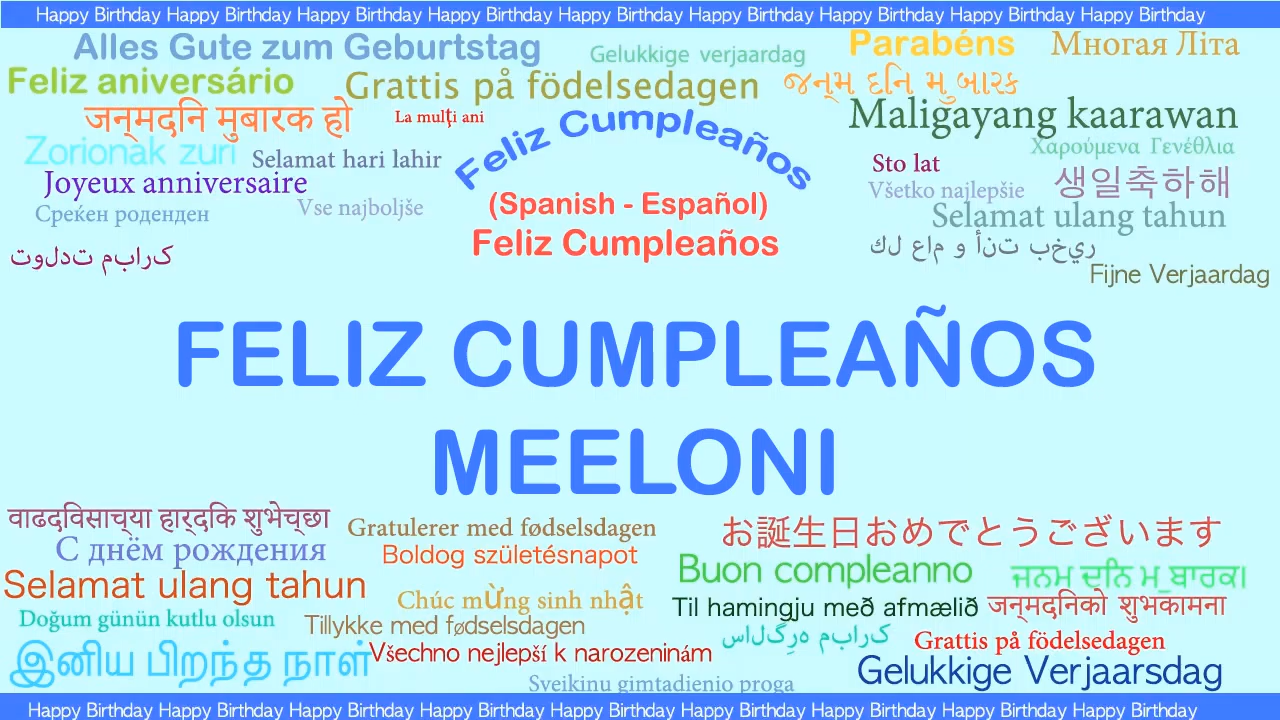 Happy Birthday Happy Birthday Happy Birthday Happy Birthday Happy Birthday Happy Birthday Happy Birthday Happy Birthday Happy Birthday
Alles Gute zum Geburtstag
Gelukkige verjaardag
Parabéns
Многая Літа
Feliz aniversário
Grattis på födelsedagen
જન્મ દિન મુબારક
जन्मदिन मुबारक हो
La mulţi ani
Feliz Cumpleaños
Maligayang kaarawan
Zorionak zuri
Selamat hari lahir
Χαρούμενα Γενέθλια
Sto lat
Joyeux anniversaire
(Spanish - Español)
Všetko najlepšie
생일축하해
Среќен роденден
Vse najboljše
Selamat ulang tahun
Feliz Cumpleaños
تولدت مبارک
كل عام و أنت بخير
Fijne Verjaardag
FELIZ CUMPLEAÑOS
MEELONI
वाढदिवसाच्या हार्दिक शुभेच्छा
Gratulerer med fødselsdagen
お誕生日おめでとうございます
С днём рождения
Boldog születésnapot
Buon compleanno
ਜਨਮ ਦਿਨ ਮੁਬਾਰਕ।
Selamat ulang tahun
Chúc mừng sinh nhật
Til hamingju með afmælið
जन्मदिनको शुभकामना
Doğum günün kutlu olsun
Tillykke med fødselsdagen
سالگرہ مبارک
Grattis på födelsedagen
இனிய பிறந்த நாள்
Všechno nejlepší k narozeninám
Gelukkige Verjaarsdag
Sveikinu gimtadienio proga
Happy Birthday Happy Birthday Happy Birthday Happy Birthday Happy Birthday Happy Birthday Happy Birthday Happy Birthday Happy Birthday